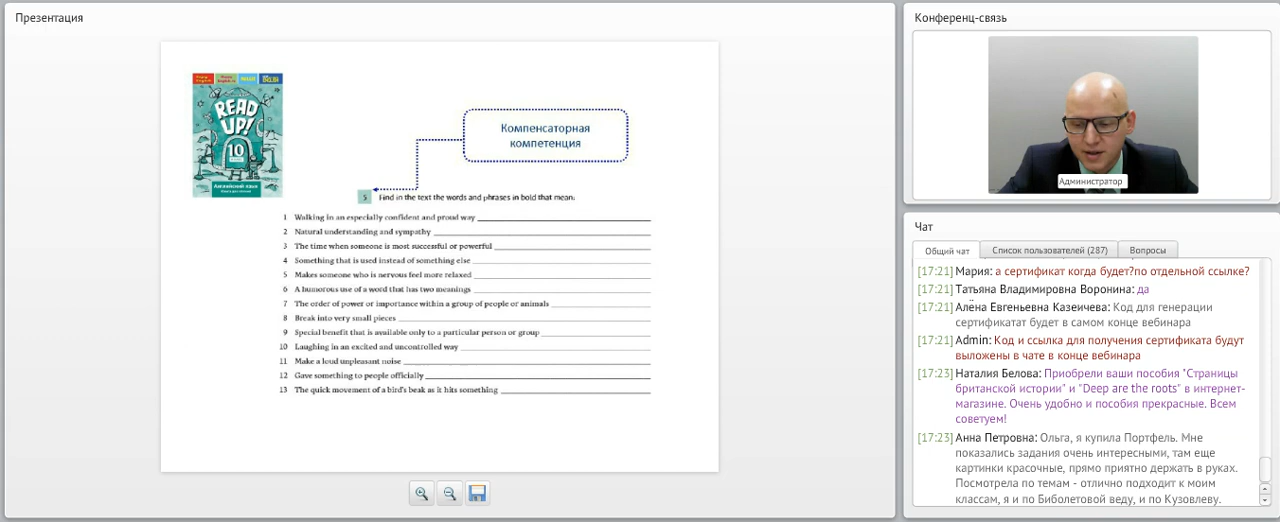 Презентация
READ
UP!
10
Английский язык
Компенсаторная
компетенция
3 Find in the text the words and phrases in bold that mean:
1 Walking in an especially confident and proud way
2 Natural understanding and sympathy
3 The time when someone is most successful or powerful
4 Something that is used instead of something else
5 Makes someone who is nervous feel more relaxed
6 A humorous use of a word that has two meanings
7 The order of power or importance within a group of people or animals
8 Break into very small pieces
9 Special benefit that is available only to a particular person or group
10 Laughing in an excited and uncontrolled way
11 Make a loud unpleasant noise
12 Gave something to people officially
13 The quick movement of a bird's beak as it hits something
Конференц-связь
Администратор
Чат
Общий чат Список пользователей (287) Вопросы
[17:21] Мария: а сертификат когда будет?по отдельной ссылке?
[17:21] Татьяна Владимировна Воронина: да
[17:21] Алена Евгеньевна Казеичева: Код для генерации
сертификатат будет в самом конце вебинара
[17:21] Admin: Код и ссылка для получения сертификата будут
выложены в чате в конце вебинара
[17:23] Наталия Белова: Приобрели ваши пособия "Страницы
британской истории" и "Deep are the roots" в интернет-
магазине. Очень удобно и пособия прекрасные. Всем
советуем!
[17:23] Анна Петровна: Ольга, я купила Портфель. Мне
показались задания очень интересными, там еще
картинки красочные, прямо приятно держать в руках.
Посмотрела по темам - отлично подходит к моим
классам, я и по Биболетовой веду, и по Кузовлеву.